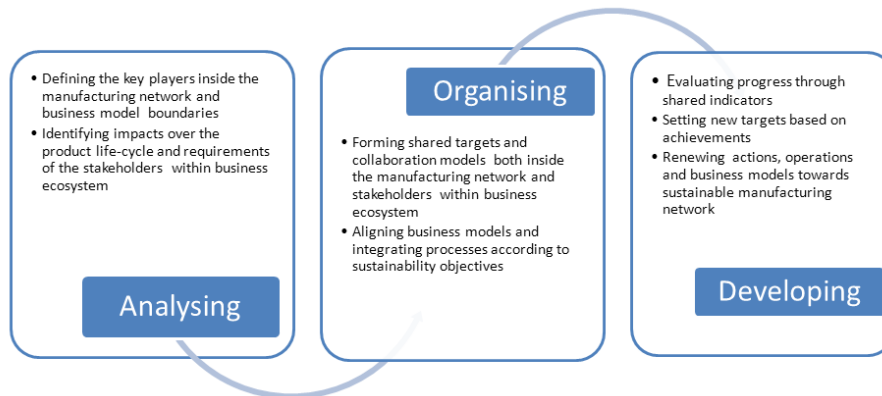 • Defining the key players inside the
manufacturing network and
business model boundaries
• Identifying impacts over the
product life-cycle and requirements
of the stakeholders within business
ecosystem
Analysing
Organising
• Forming shared targets and
collaboration models both inside
the manufacturing network and
stakeholders within business
ecosystem
• Aligning business models and
integrating processes according to
sustainability objectives
• Evaluating progress through
shared indicators
• Setting new targets based on
achievements
• Renewing actions, operations
and business models towards
sustainable manufacturing
network
Developing